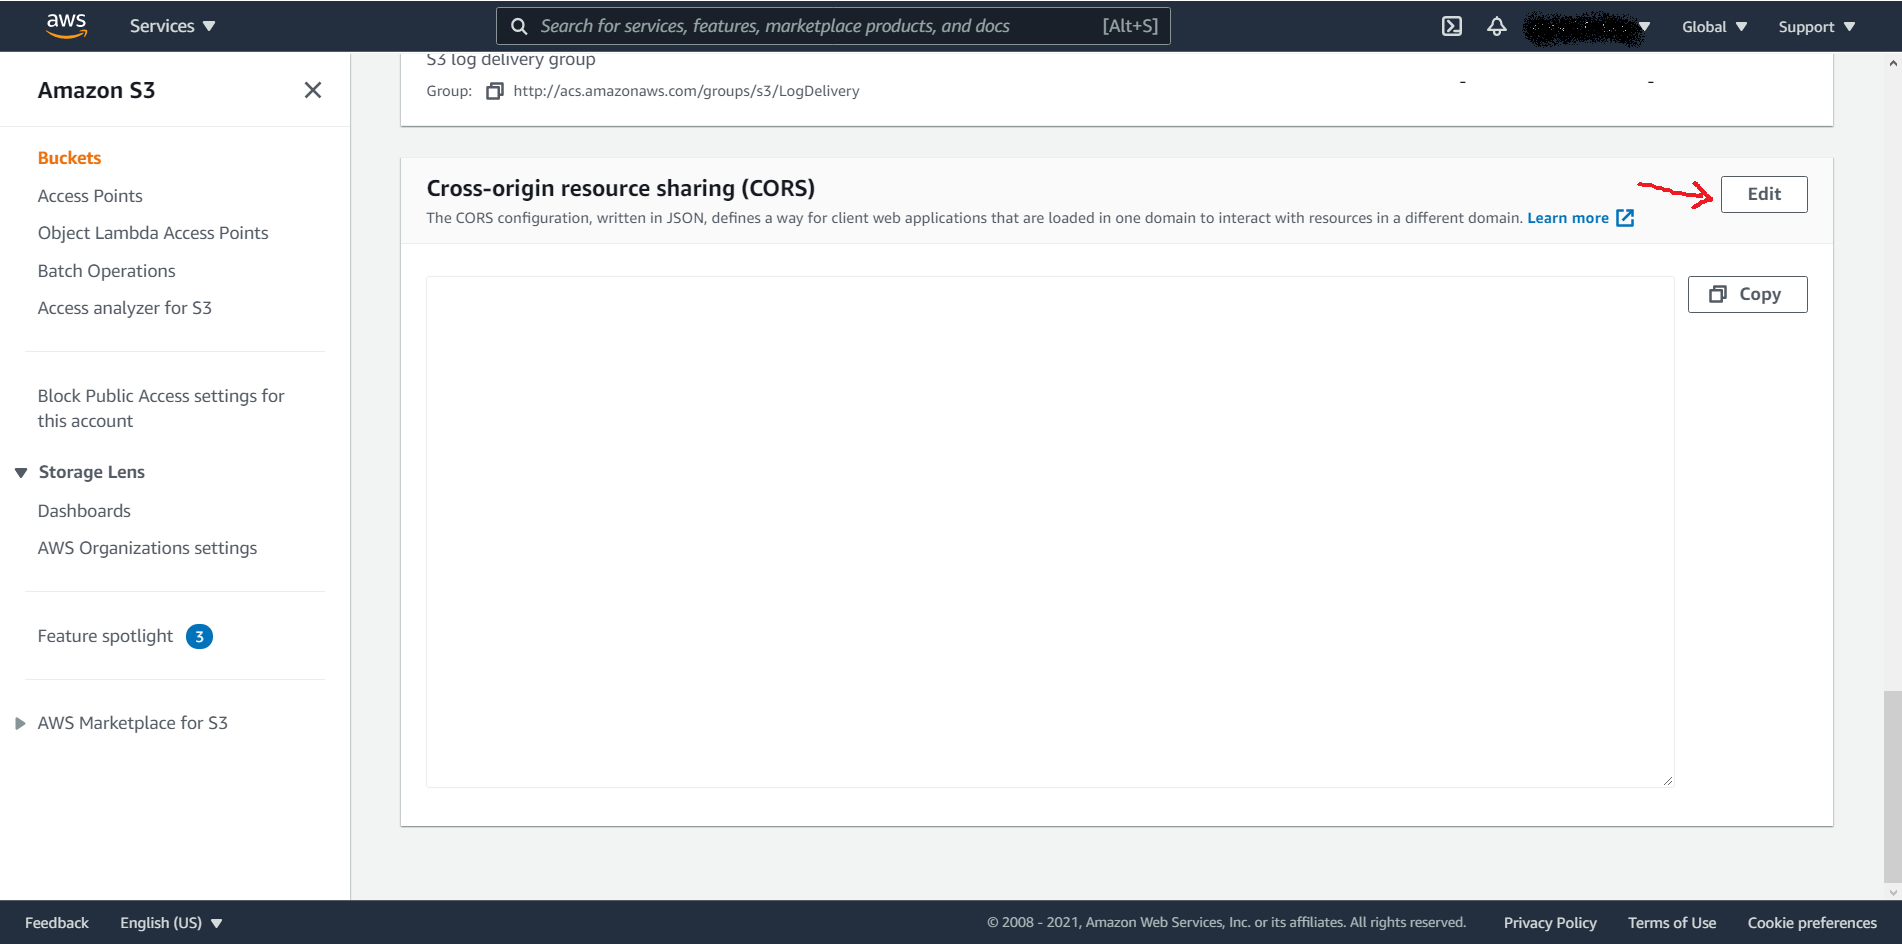 aws
Services
Search for services, features, marketplace products, and docs
[Alt+S]
Global
Support
Amazon S3
Buckets
Access Points
Object Lambda Access Points
Batch Operations
Access analyzer for S3
Block Public Access settings for
this account
Storage Lens
Dashboards
AWS Organizations settings
Feature spotlight 3
AWS Marketplace for S3
S3 log delivery group
Group: http://acs.amazonaws.com/groups/s3/LogDelivery
-
-
Cross-origin resource sharing (CORS)
Edit
The CORS configuration, written in JSON, defines a way for client web applications that are loaded in one domain to interact with resources in a different domain. Learn more
Copy
Feedback
English (US)
© 2008 - 2021, Amazon Web Services, Inc. or its affiliates. All rights reserved.
Privacy Policy
Terms of Use
Cookie preferences